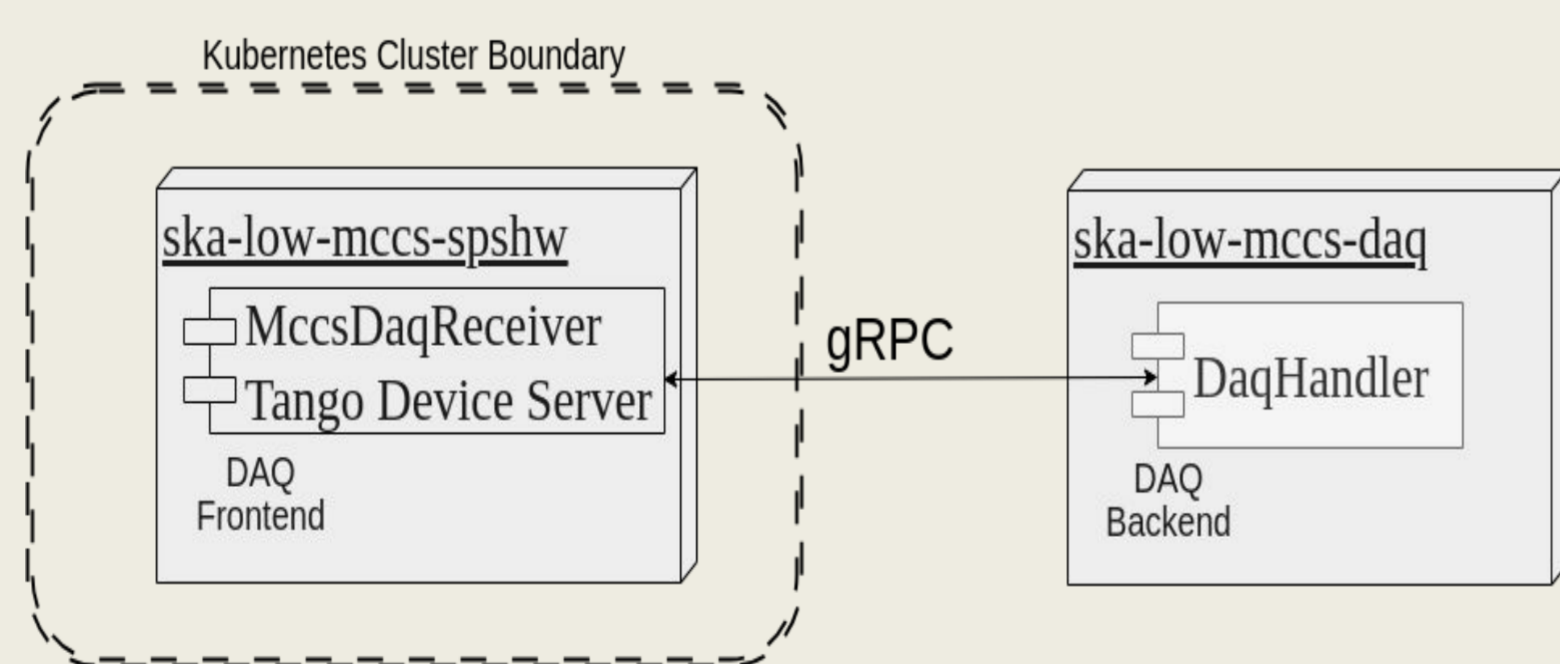 Kubernetes Cluster Boundary
ska-low-mccs-spshw
MccsDaqReceiver
Tango Device Server
DAQ
Frontend
gRPC
ska-low-mccs-daq
DaqHandler
DAQ
Backend